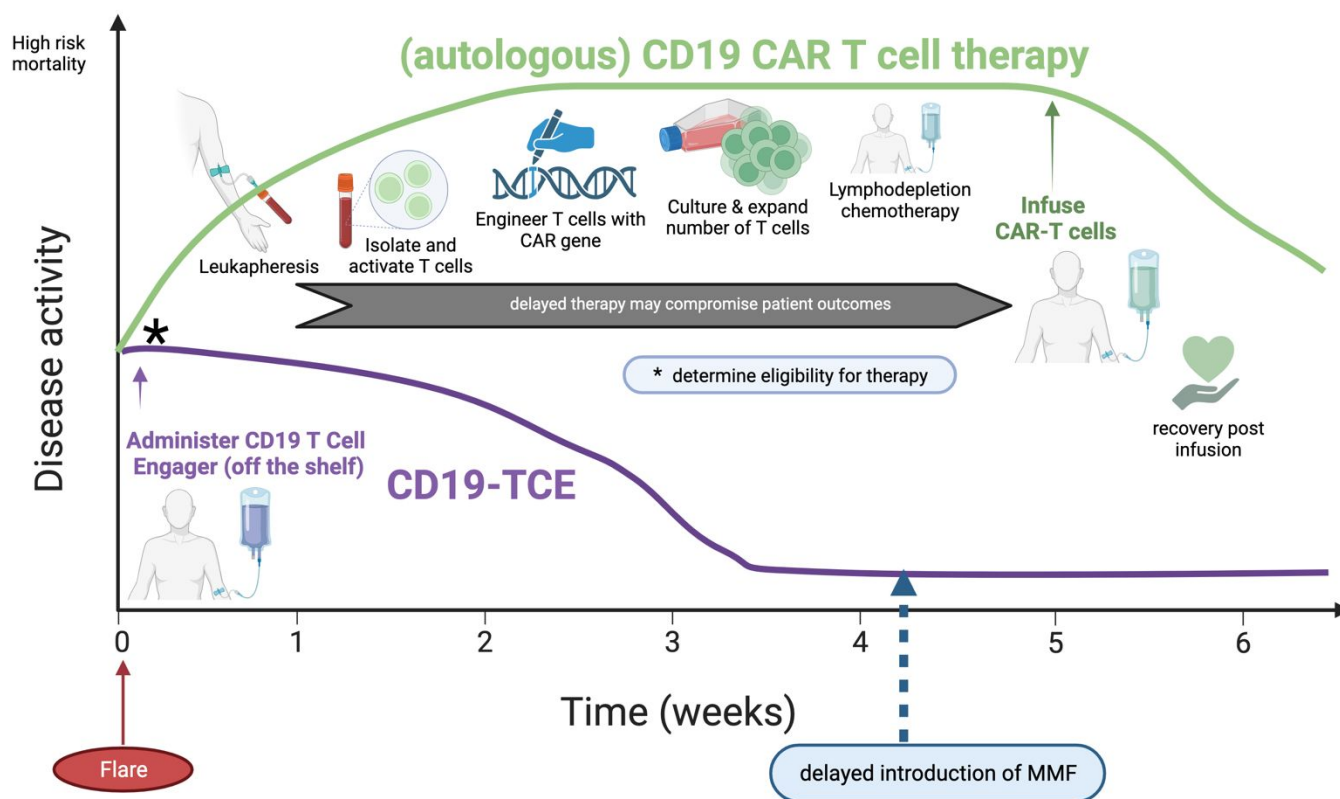 High risk
mortality
(autologous) CD19 CAR T cell therapy
Leukapheresis
Isolate and
activate T cells
Engineer T cells with
CAR gene
Culture & expand
number of T cells
Lymphodepletion
chemotherapy
Infuse
CAR-T cells
delayed therapy may compromise patient outcomes
*
* determine eligibility for therapy
recovery post
infusion
Administer CD19 T Cell
Engager (off the shelf)
CD19-TCE
Disease activity
0 1 2 3 4 5 6
Time (weeks)
Flare
delayed introduction of MMF